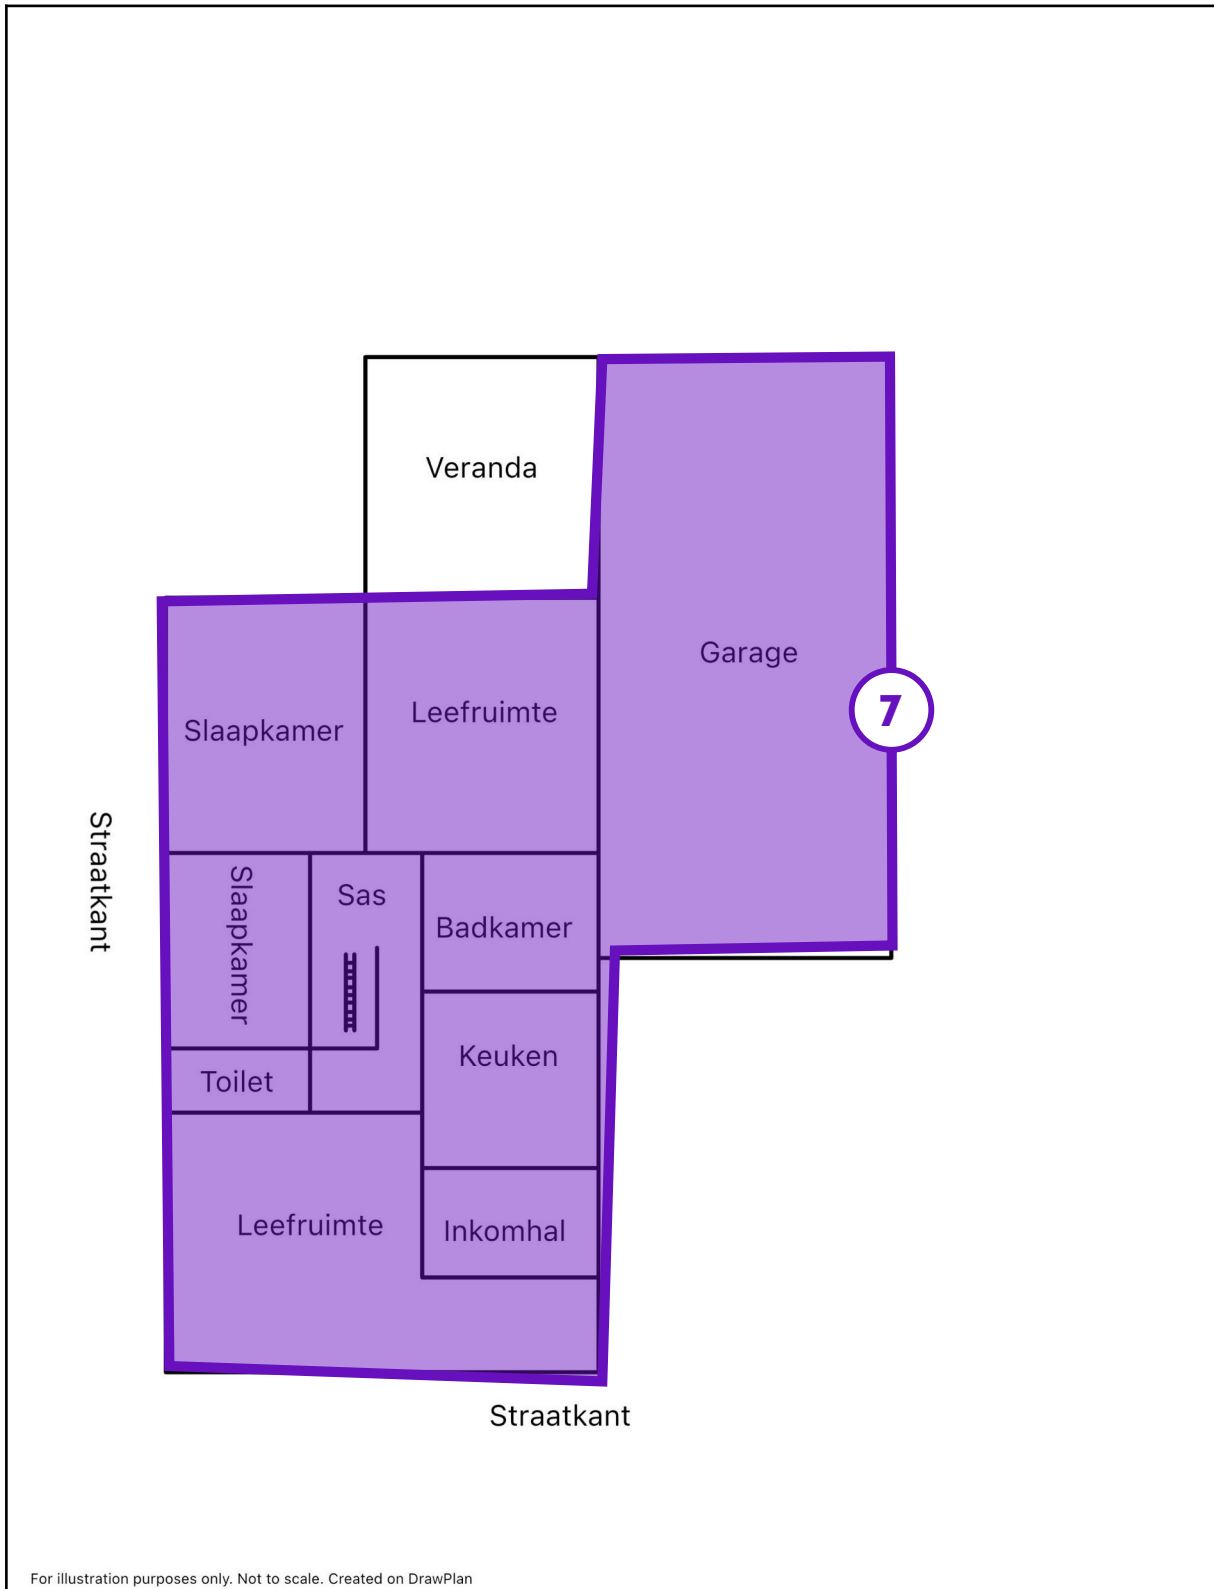 Veranda
Garage
7
Slaapkamer
Leefruimte
Straatkant
Slaapkamer
Sas
Badkamer
Keuken
Toilet
Leefruimte
Inkomhal
Straatkant
For illustration purposes only. Not to scale. Created on DrawPlan